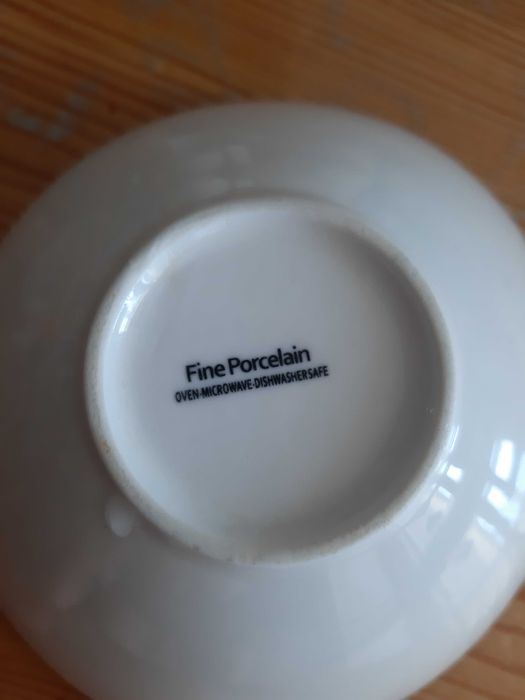 Fine Porcelain
OVEN-MICROWAVE-DISHWASHER SAFE